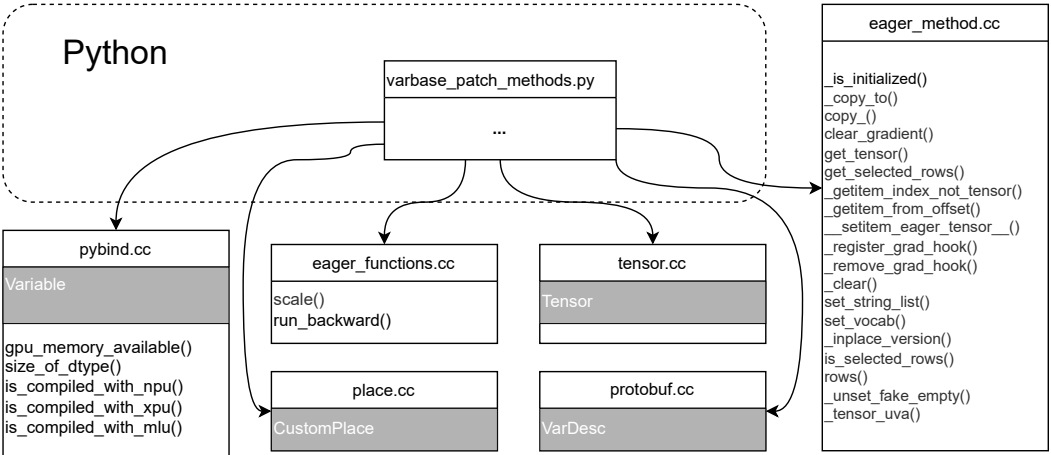 Python
varbase_patch_methods.py
...
pybind.cc
Variable
gpu_memory_available()
size_of_dtype()
is_compiled_with_npu()
is_compiled_with_xpu()
is_compiled_with_mlu()
eager_functions.cc
scale()
run_backward()
place.cc
CustomPlace
tensor.cc
Tensor
protobuf.cc
VarDesc
eager_method.cc
_is_initialized()
_copy_to()
copy_()
clear_gradient()
get_tensor()
get_selected_rows()
_getitem_index_not_tensor()
_getitem_from_offset()
__setitem_eager_tensor__()
_register_grad_hook()
_remove_grad_hook()
_clear()
set_string_list()
set_vocab()
_inplace_version()
is_selected_rows()
rows()
_unset_fake_empty()
_tensor_uva()